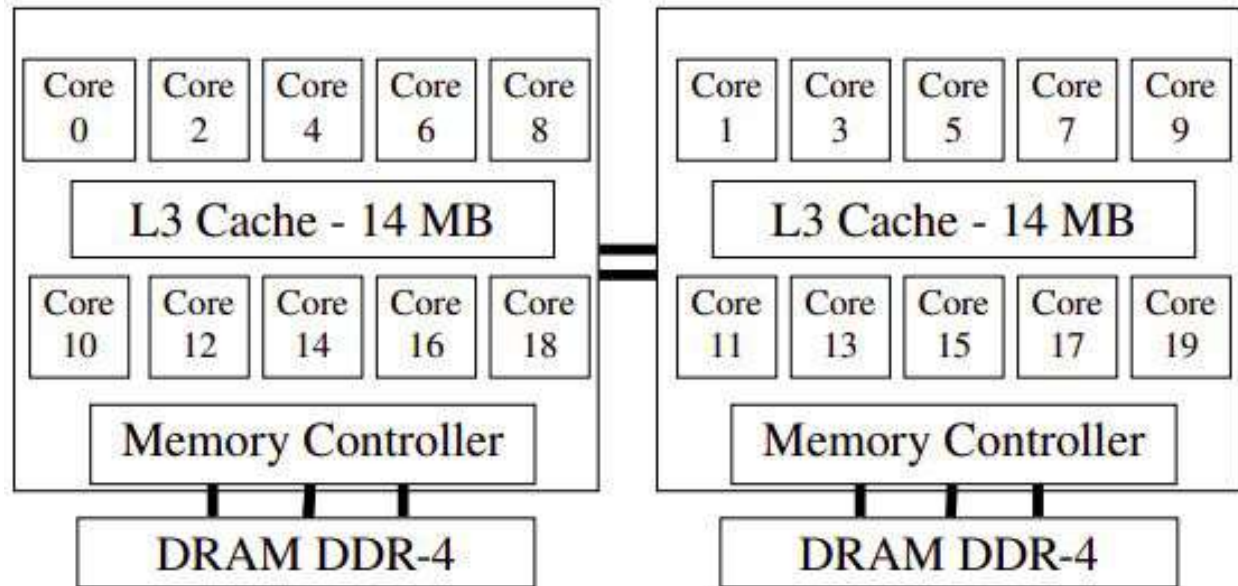 Core 0
Core 2
Core 4
Core 6
Core 8
L3 Cache - 14 MB
Core 10
Core 12
Core 14
Core 16
Core 18
Memory Controller
DRAM DDR-4
Core 1
Core 3
Core 5
Core 7
Core 9
L3 Cache - 14 MB
Core 11
Core 13
Core 15
Core 17
Core 19
Memory Controller
DRAM DDR-4